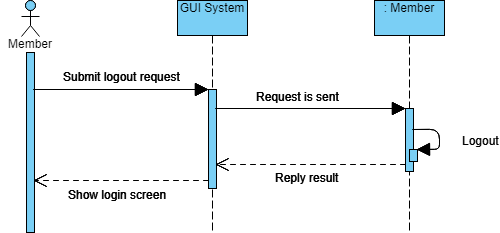 GUI System
: Member
Member
Submit logout request
Request is sent
Logout
Reply result
Show login screen